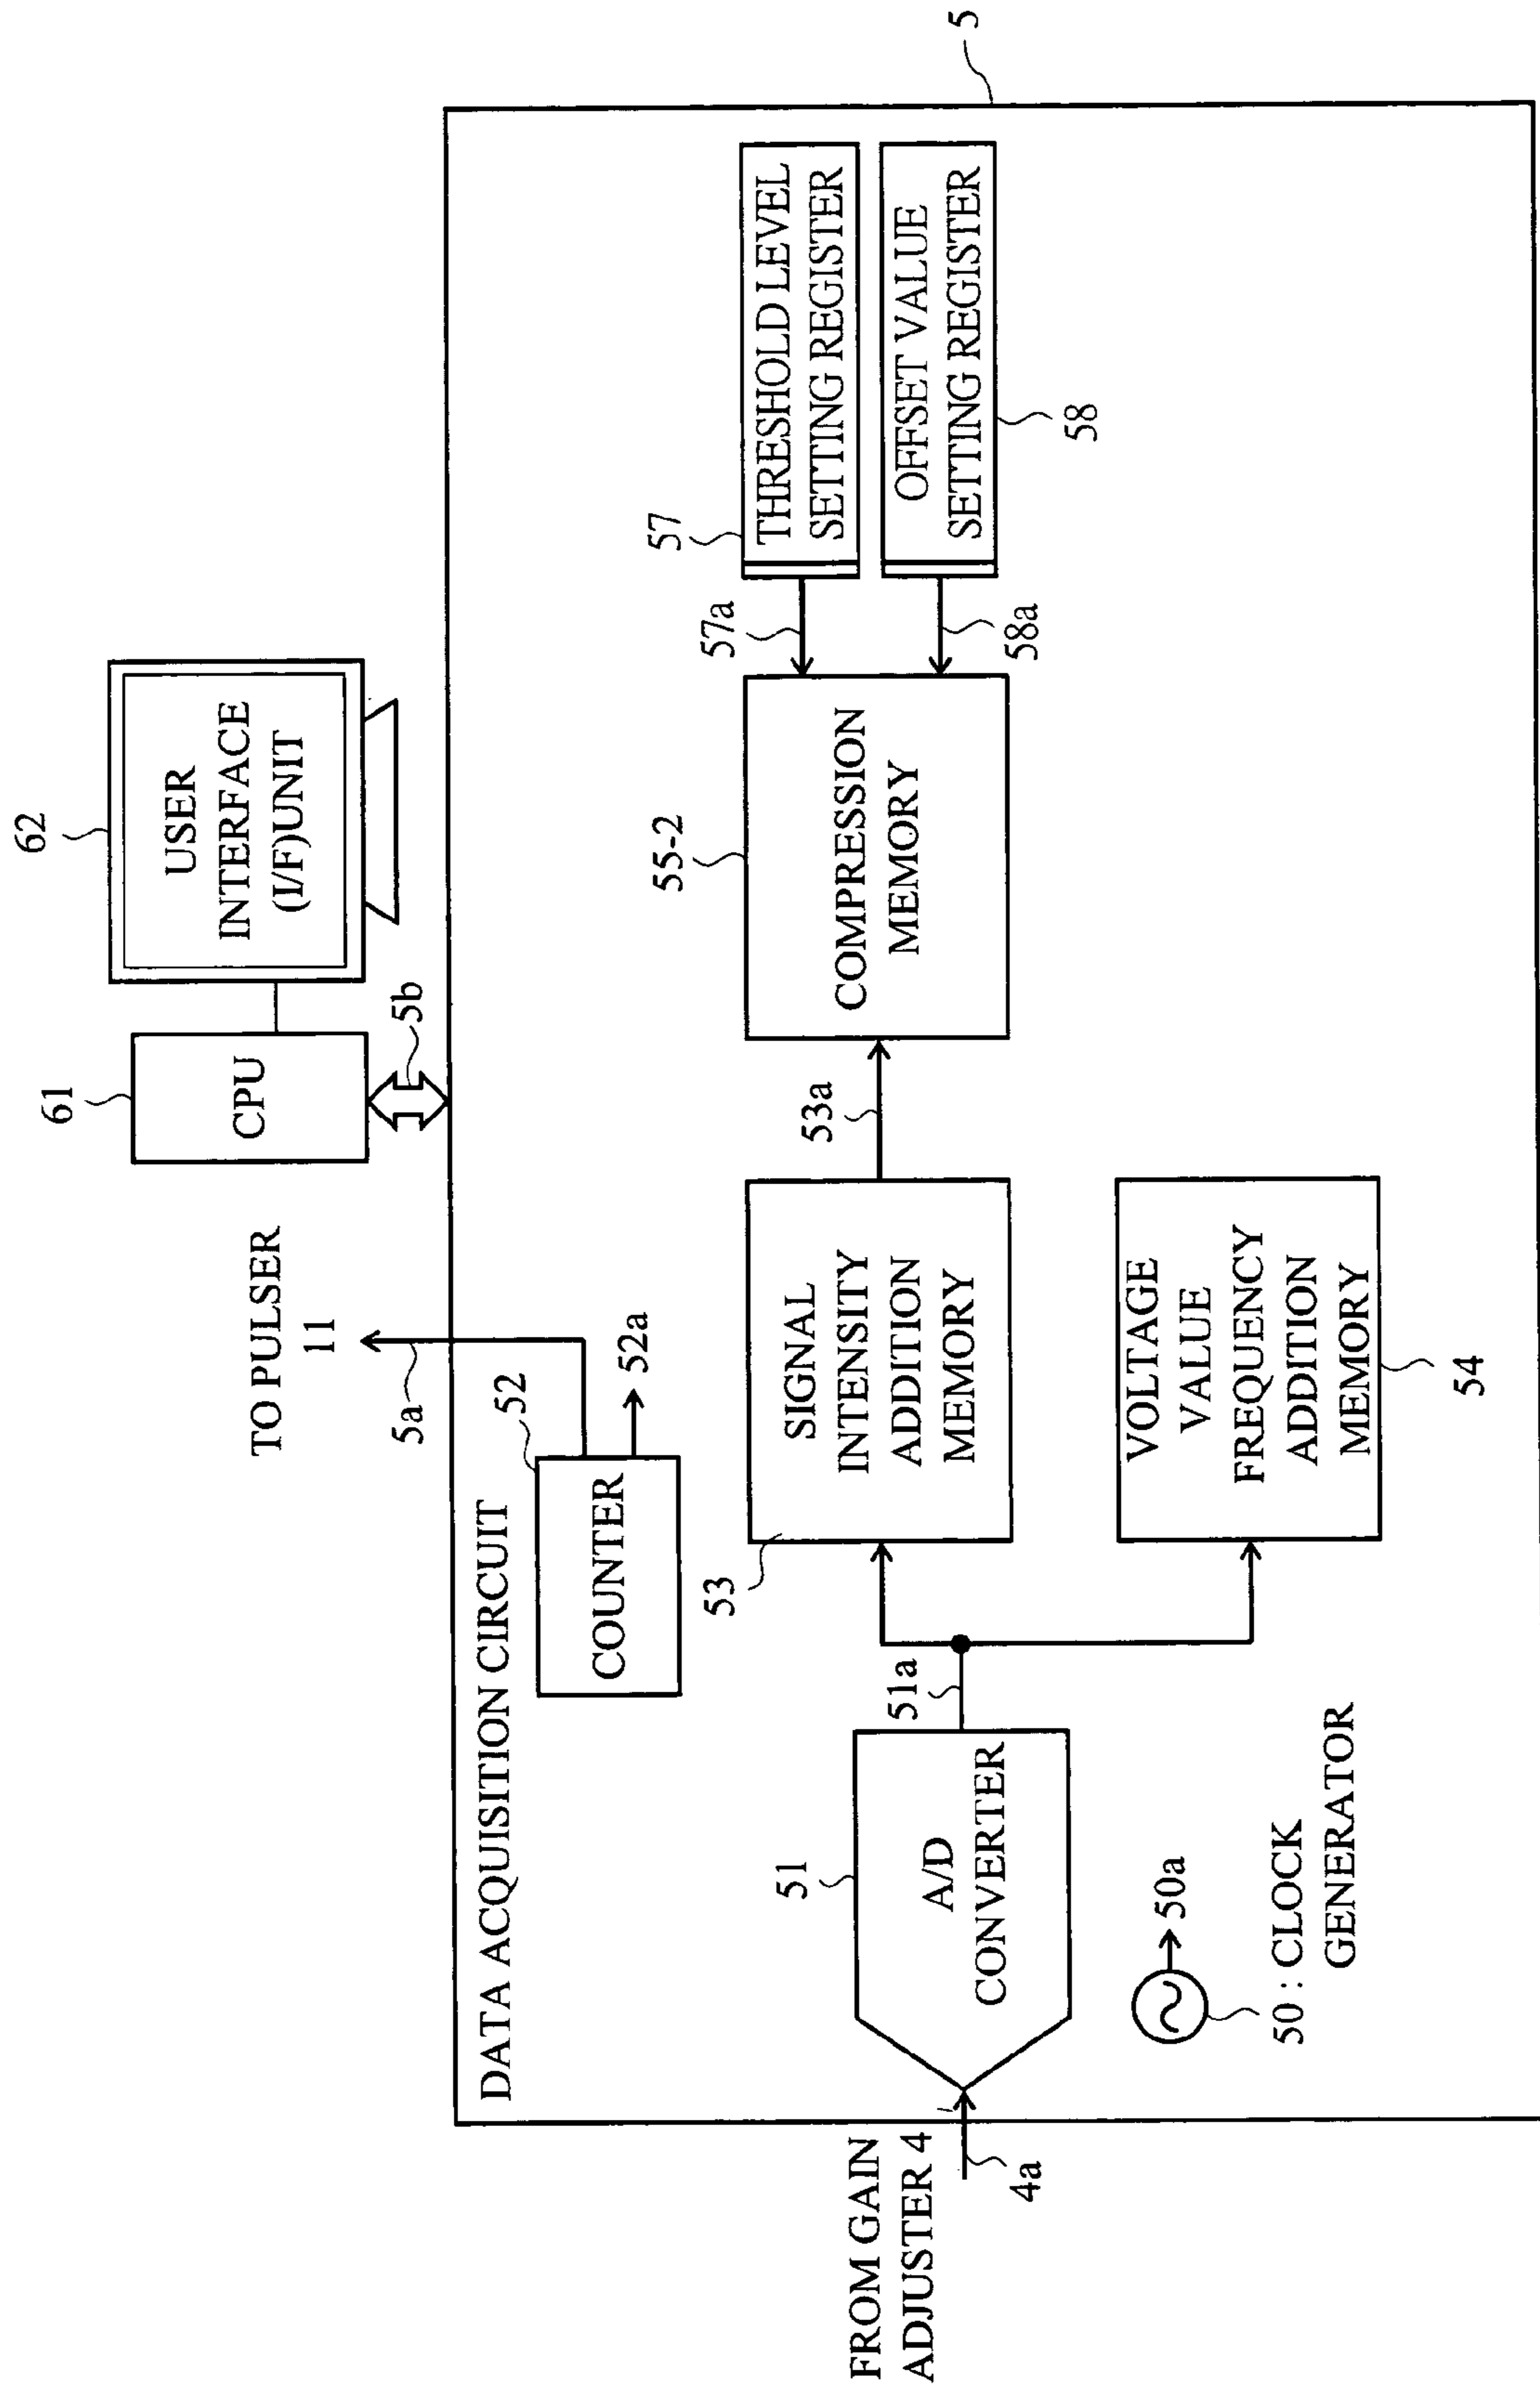 62
61
USER
INTERFACE
(I/F)UNIT
CPU
5b
TO PULSER
11
5a
5
DATA ACQUISITION CIRCUIT
52
COUNTER
52a
57
THRESHOLD LEVEL
SETTING REGISTER
57a
55-2
COMPRESSION
MEMORY
OFFSET VALUE
SETTING REGISTER
58
58a
53a
53
SIGNAL
INTENSITY
ADDITION
MEMORY
51
A/D
CONVERTER
51a
FROM GAIN
ADJUSTER 4
4a
VOLTAGE
VALUE
FREQUENCY
ADDITION
MEMORY
54
50a
50 : CLOCK
GENERATOR